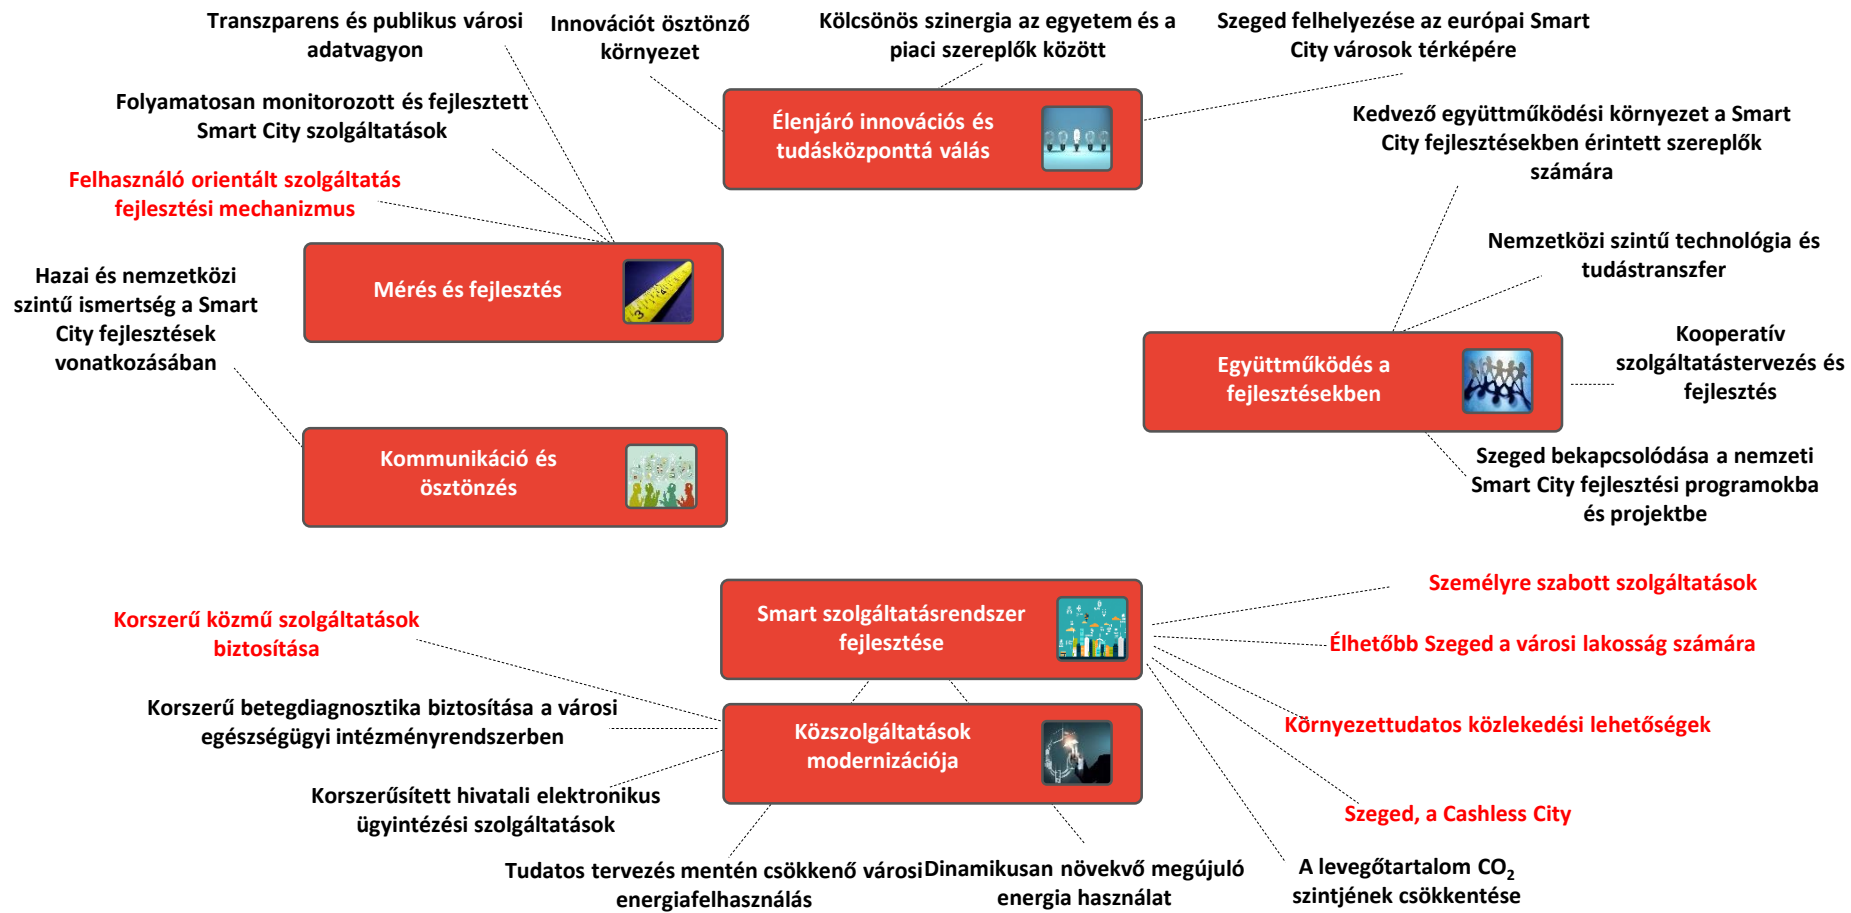 Transzparens és publikus városi
adatvagyon
Innovációt ösztönző
környezet
Kölcsönös szinergia az egyetem és a
piaci szereplők között
Szeged felhelyezése az európai Smart
City városok térképére
Folyamatosan monitorozott és fejlesztett
Smart City szolgáltatások
Élenjáró innovációs és
tudásközponttá válás
Kedvező együttműködési környezet a Smart
City fejlesztésekben érintett szereplők
számára
Felhasználó orientált szolgáltatás
fejlesztési mechanizmus
Mérés és fejlesztés
Nemzetközi szintű technológia és
tudástranszfer
Hazai és nemzetközi
szintű ismertség a Smart
City fejlesztések
vonatkozásában
Együttműködés a
fejlesztésekben
Kooperatív
szolgáltatástervezés és
fejlesztés
Kommunikáció és
ösztönzés
Szeged bekapcsolódása a nemzeti
Smart City fejlesztési programokba
és projektbe
Smart szolgáltatásrendszer
fejlesztése
Személyre szabott szolgáltatások
Korszerű közmű szolgáltatások
biztosítása
Élhetőbb Szeged a városi lakosság számára
Korszerű betegdiagnosztika biztosítása a városi
egészségügyi intézményrendszerben
Közszolgáltatások
modernizációja
Környezettudatos közlekedési lehetőségek
Korszerűsített hivatali elektronikus
ügyintézési szolgáltatások
Szeged, a Cashless City
Tudatos tervezés mentén csökkenő városi
energiafelhasználás
Dinamikusan növekvő megújuló
energia használat
A levegőtartalom CO₂
szintjének csökkentése